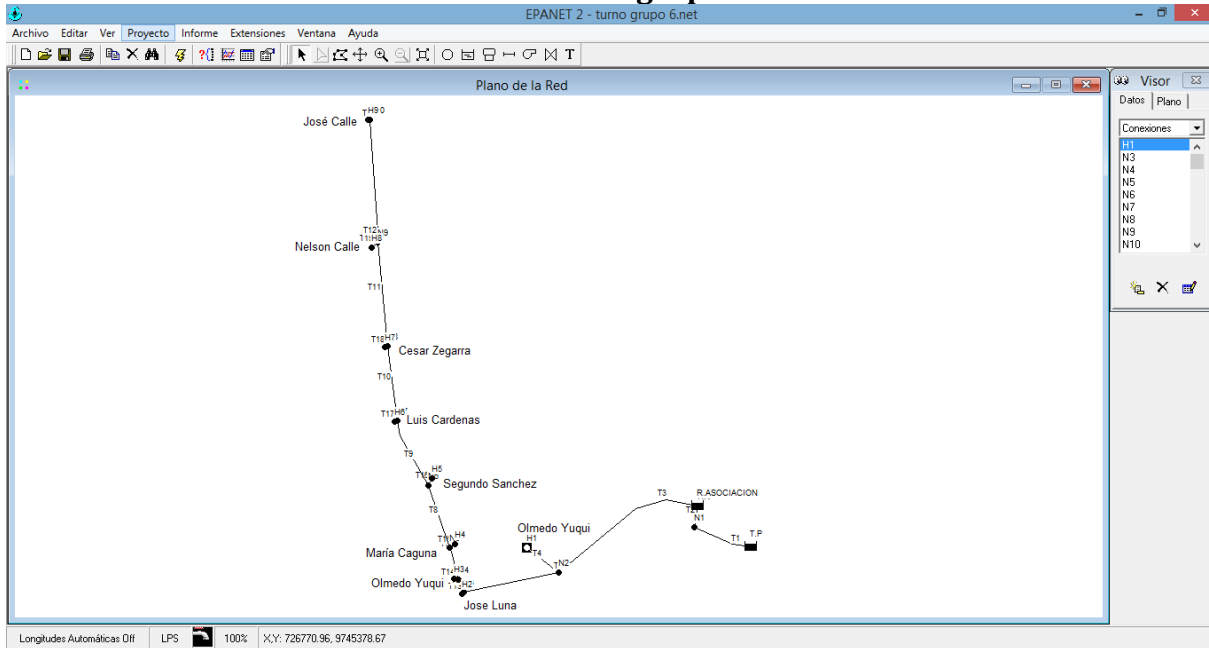 EPANET 2 - turno grupo 6.net
Archivo Editar Ver Proyecto Informe Extensiones Ventana Ayuda
T
Plano de la Red
Visor
Datos Plano
Conexiones
H1
N3
N4
N5
N6
N7
N8
N9
N10
José Calle
Nelson Calle
T11
Cesar Zegarra
T10
Luis Cardenas
T9
H5
Segundo Sanchez
T8
T3 R.ASOCIACION
N1
T1 T.P
Olmedo Yuqui
H1
T4
N2
H4
María Caguna
Olmedo Yuqui
Jose Luna
Longitudes Automáticas Off LPS 100% X,Y: 726770.96, 9745378.67